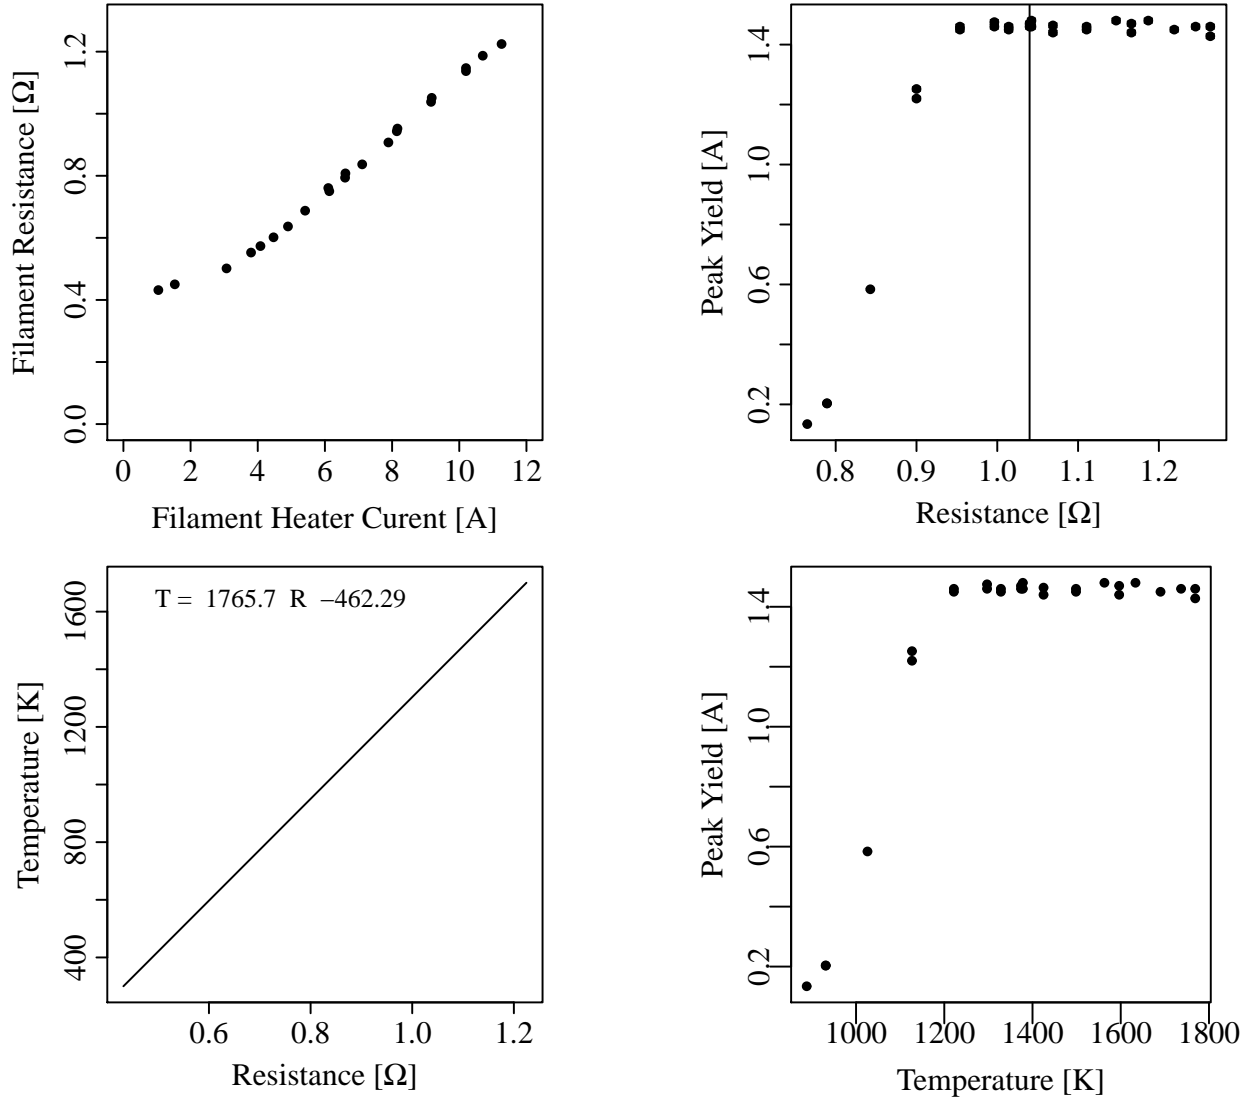 Filament Resistance [Ω]
0.0
0.4
0.8
1.2
0 2 4 6 8 10 12
Filament Heater Curent [A]
Peak Yield [A]
0.2
0.6
1.0
1.4
0.8 0.9 1.0 1.1 1.2
Resistance [Ω]
T = 1765.7 R −462.29
Temperature [K]
400
800
1200
1600
0.6 0.8 1.0 1.2
Resistance [Ω]
Peak Yield [A]
0.2
0.6
1.0
1.4
1000 1200 1400 1600 1800
Temperature [K]